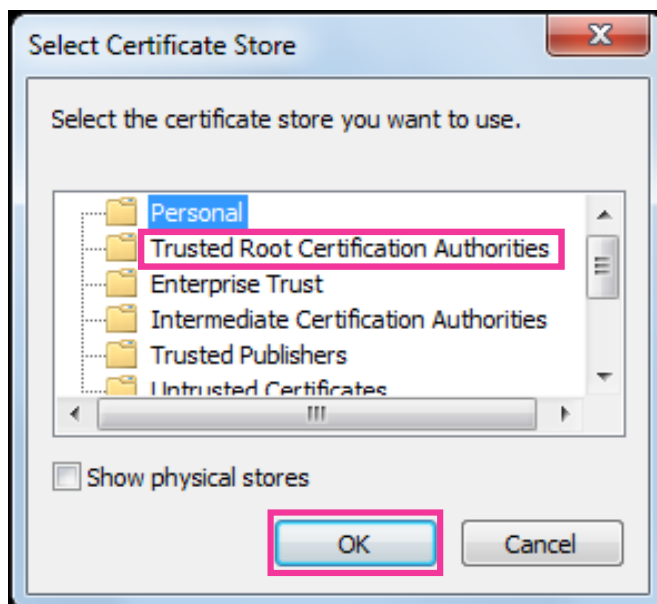 Select Certificate Store
Select the certificate store you want to use.
Personal
Trusted Root Certification Authorities
Enterprise Trust
Intermediate Certification Authorities
Trusted Publishers
Untrusted Certificates
Show physical stores
OK
Cancel